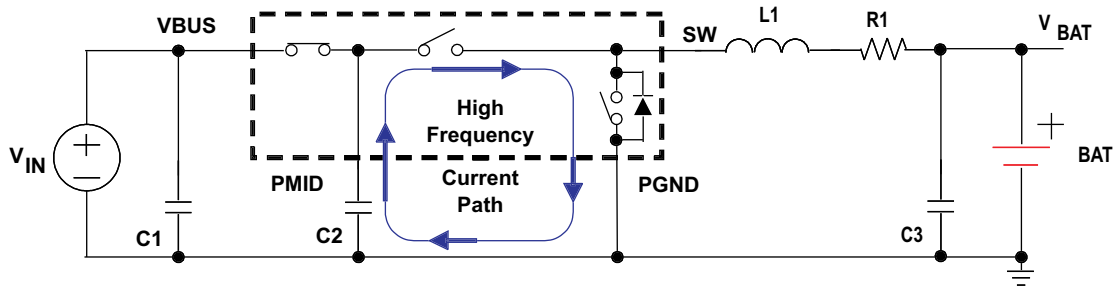 VBUS
SW
L1
R1
V BAT
High
Frequency
Current
Path
V IN
+
−
+
BAT
PMID
PGND
C1
C2
C3